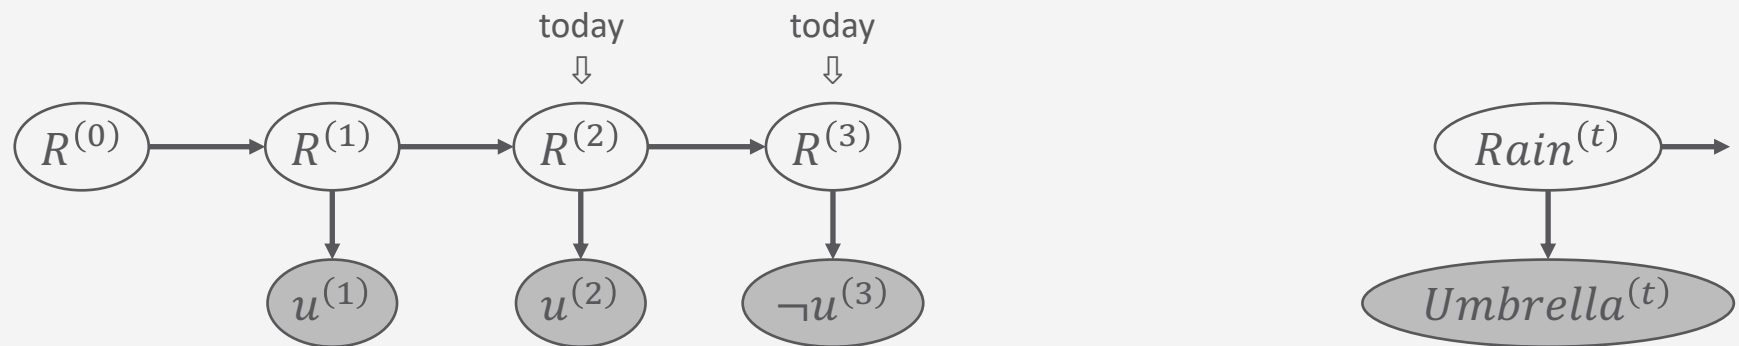 today today
⇩ ⇩
R^(0) R^(1) R^(2) R^(3) Rain^(t)
u^(1) u^(2) ¬u^(3) Umbrella^(t)